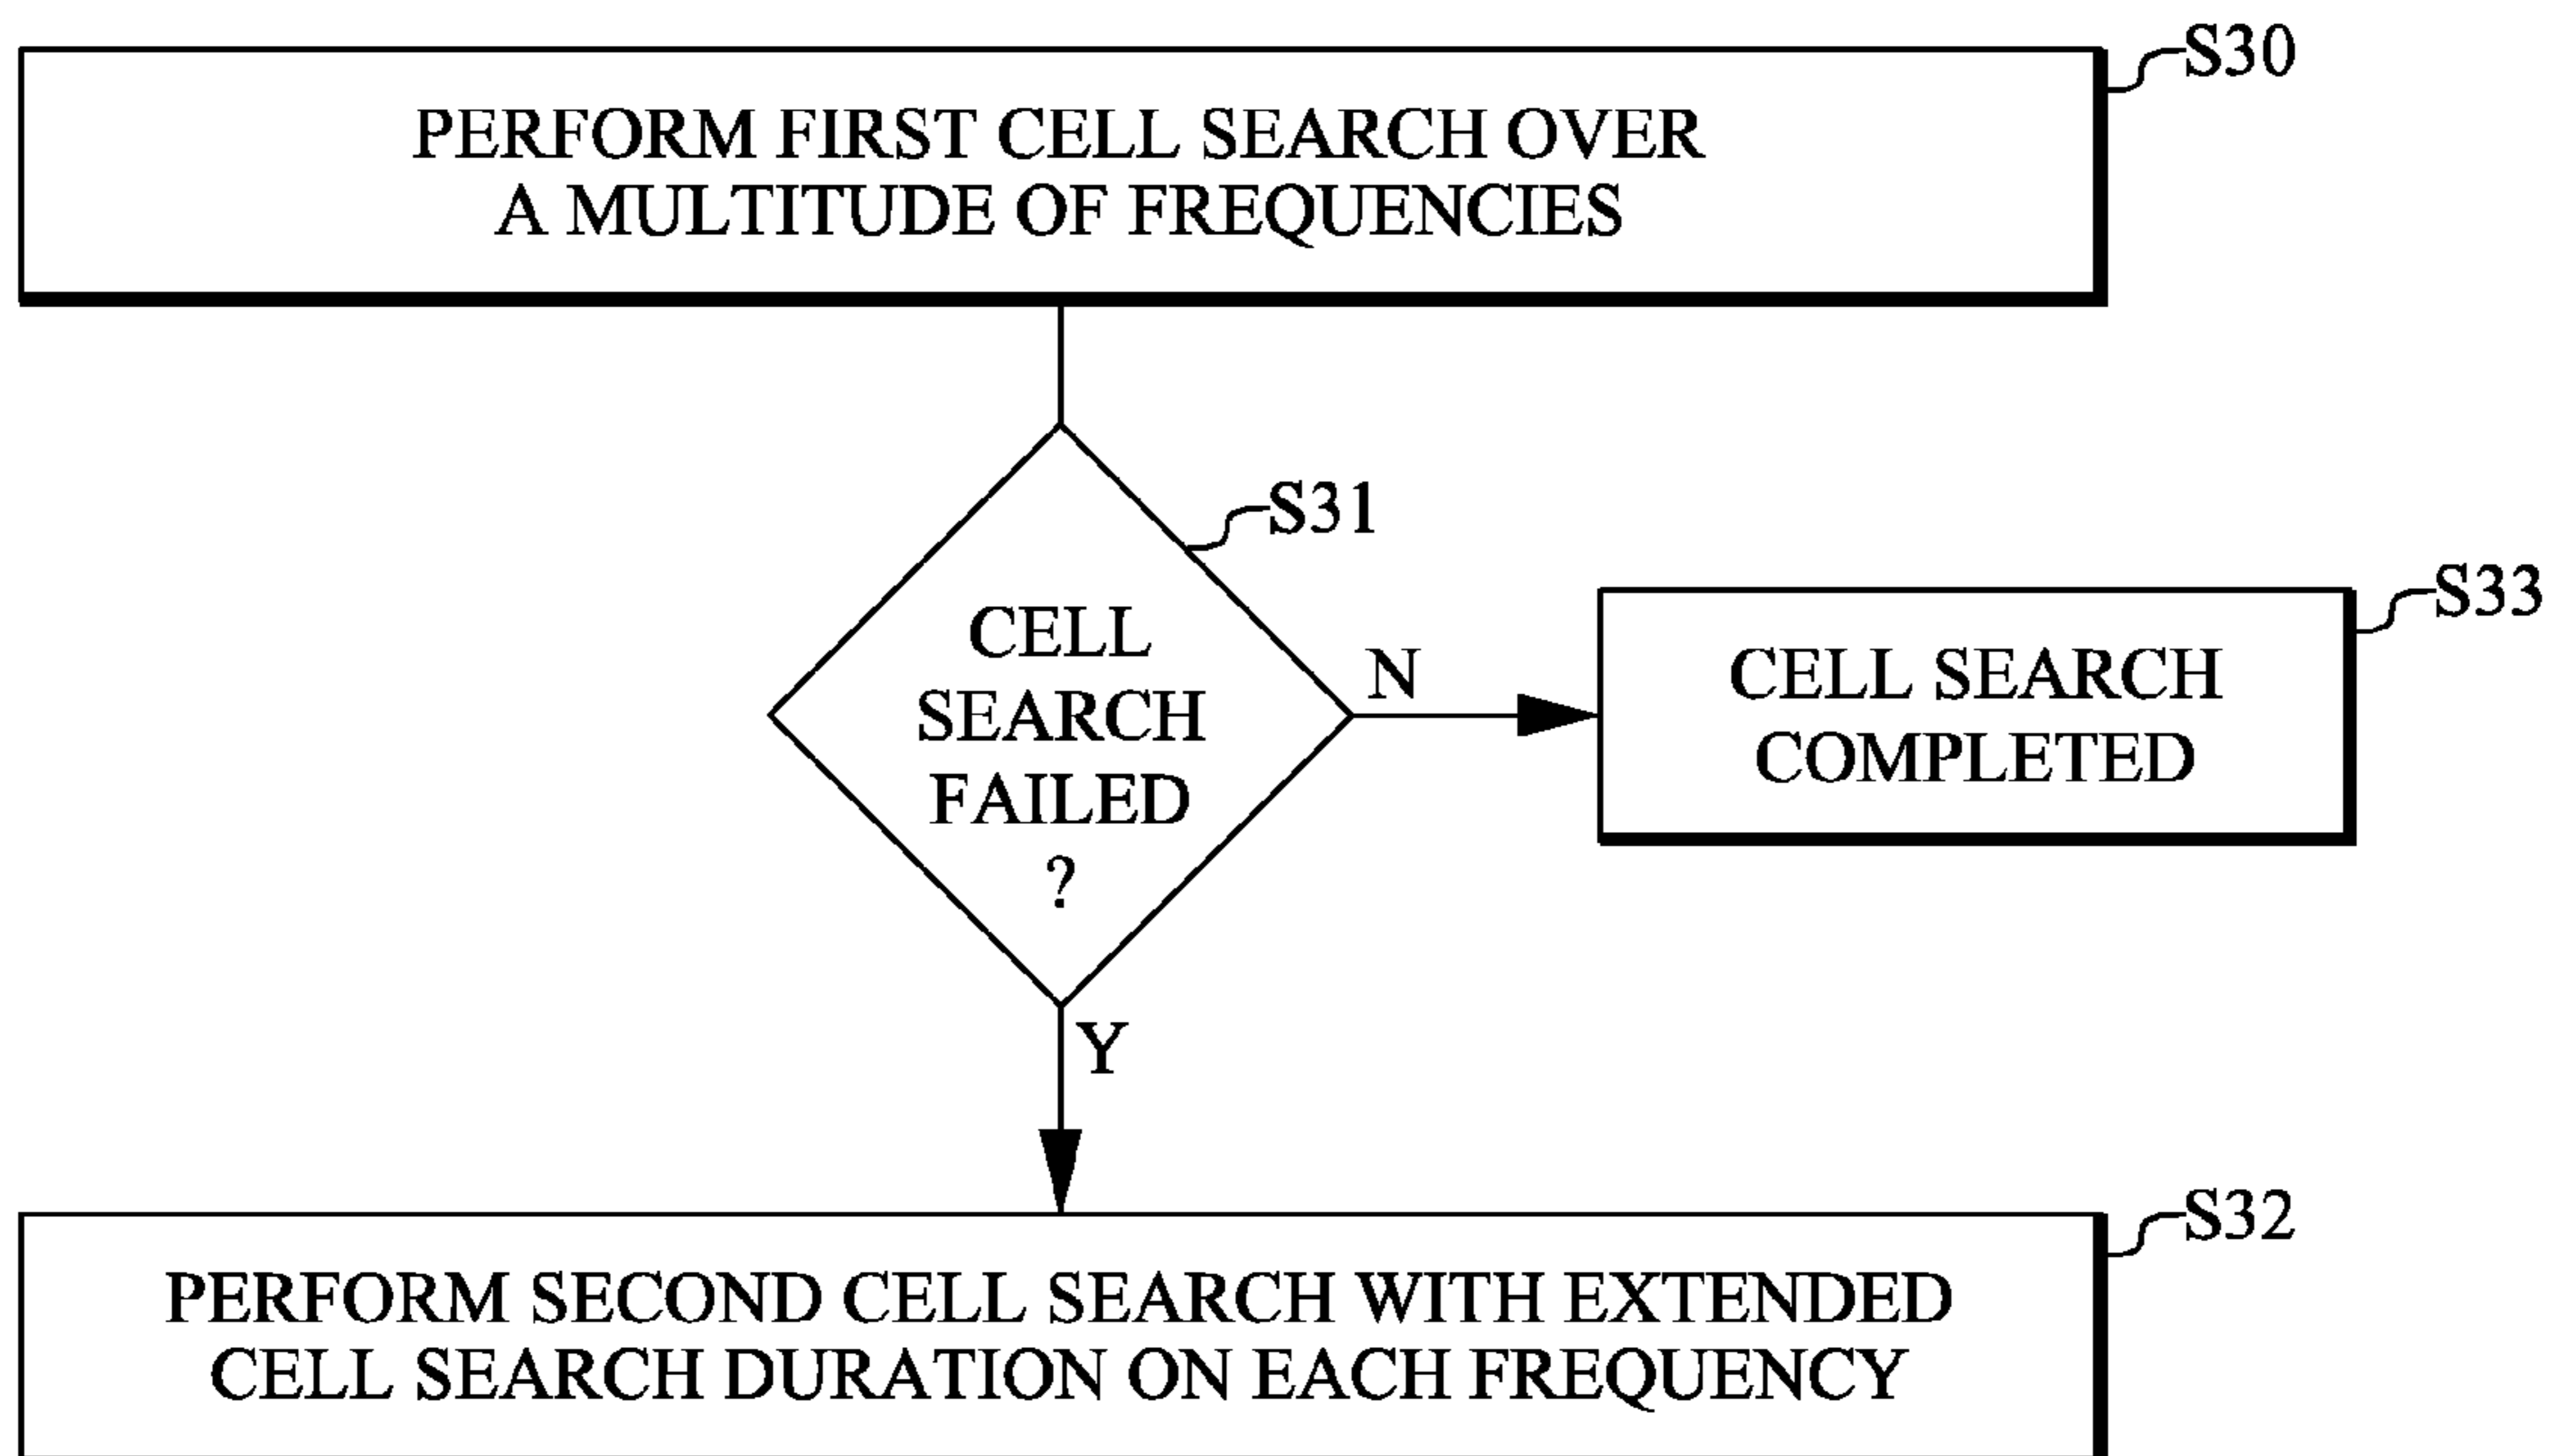 S30
PERFORM FIRST CELL SEARCH OVER
A MULTITUDE OF FREQUENCIES
S31
CELL
SEARCH
FAILED
?
N
S33
CELL SEARCH
COMPLETED
Y
S32
PERFORM SECOND CELL SEARCH WITH EXTENDED
CELL SEARCH DURATION ON EACH FREQUENCY